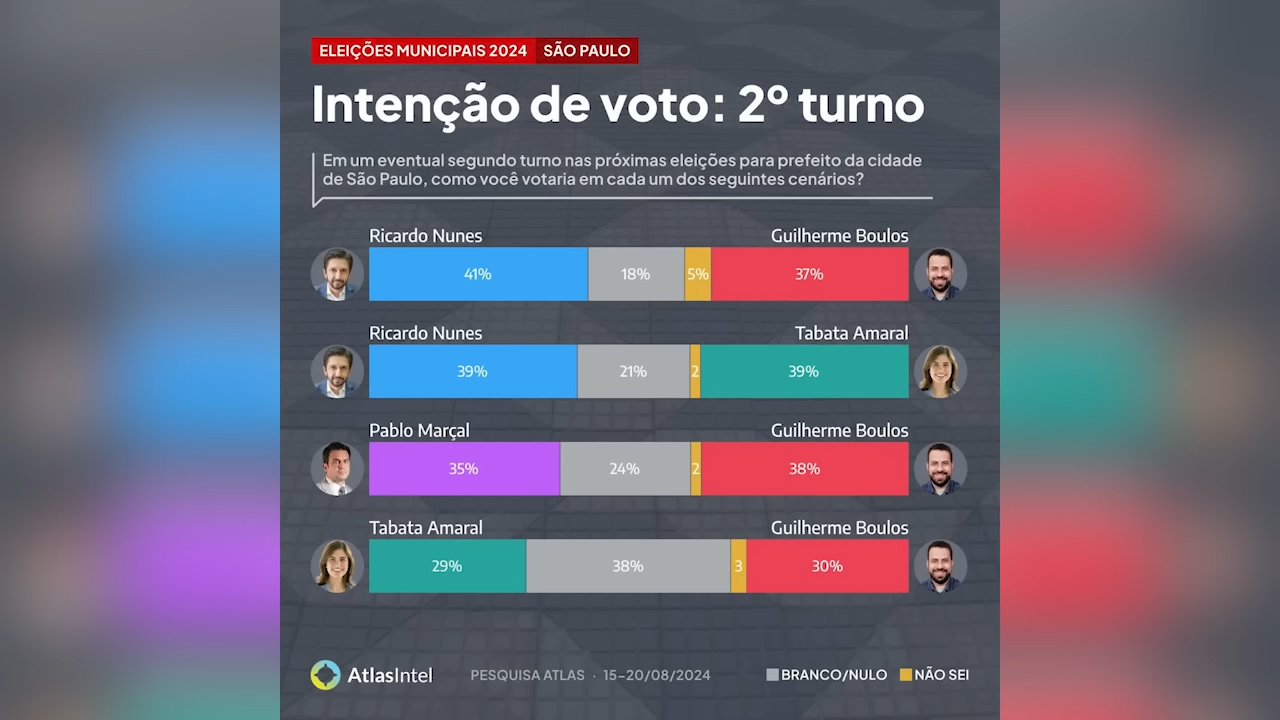 ELEIÇÕES MUNICIPAIS 2024 SÃO PAULO
Intenção de voto: 2º turno
Em um eventual segundo turno nas próximas eleições para prefeito da cidade
de São Paulo, como você votaria em cada um dos seguintes cenários?
Ricardo Nunes Guilherme Boulos
41% 18% 5% 37%
Ricardo Nunes Tabata Amaral
39% 21% 2 39%
Pablo Marçal Guilherme Boulos
35% 24% 2 38%
Tabata Amaral Guilherme Boulos
29% 38% 3 30%
AtlasIntel PESQUISA ATLAS · 15-20/08/2024 BRANCO/NULO NÃO SEI